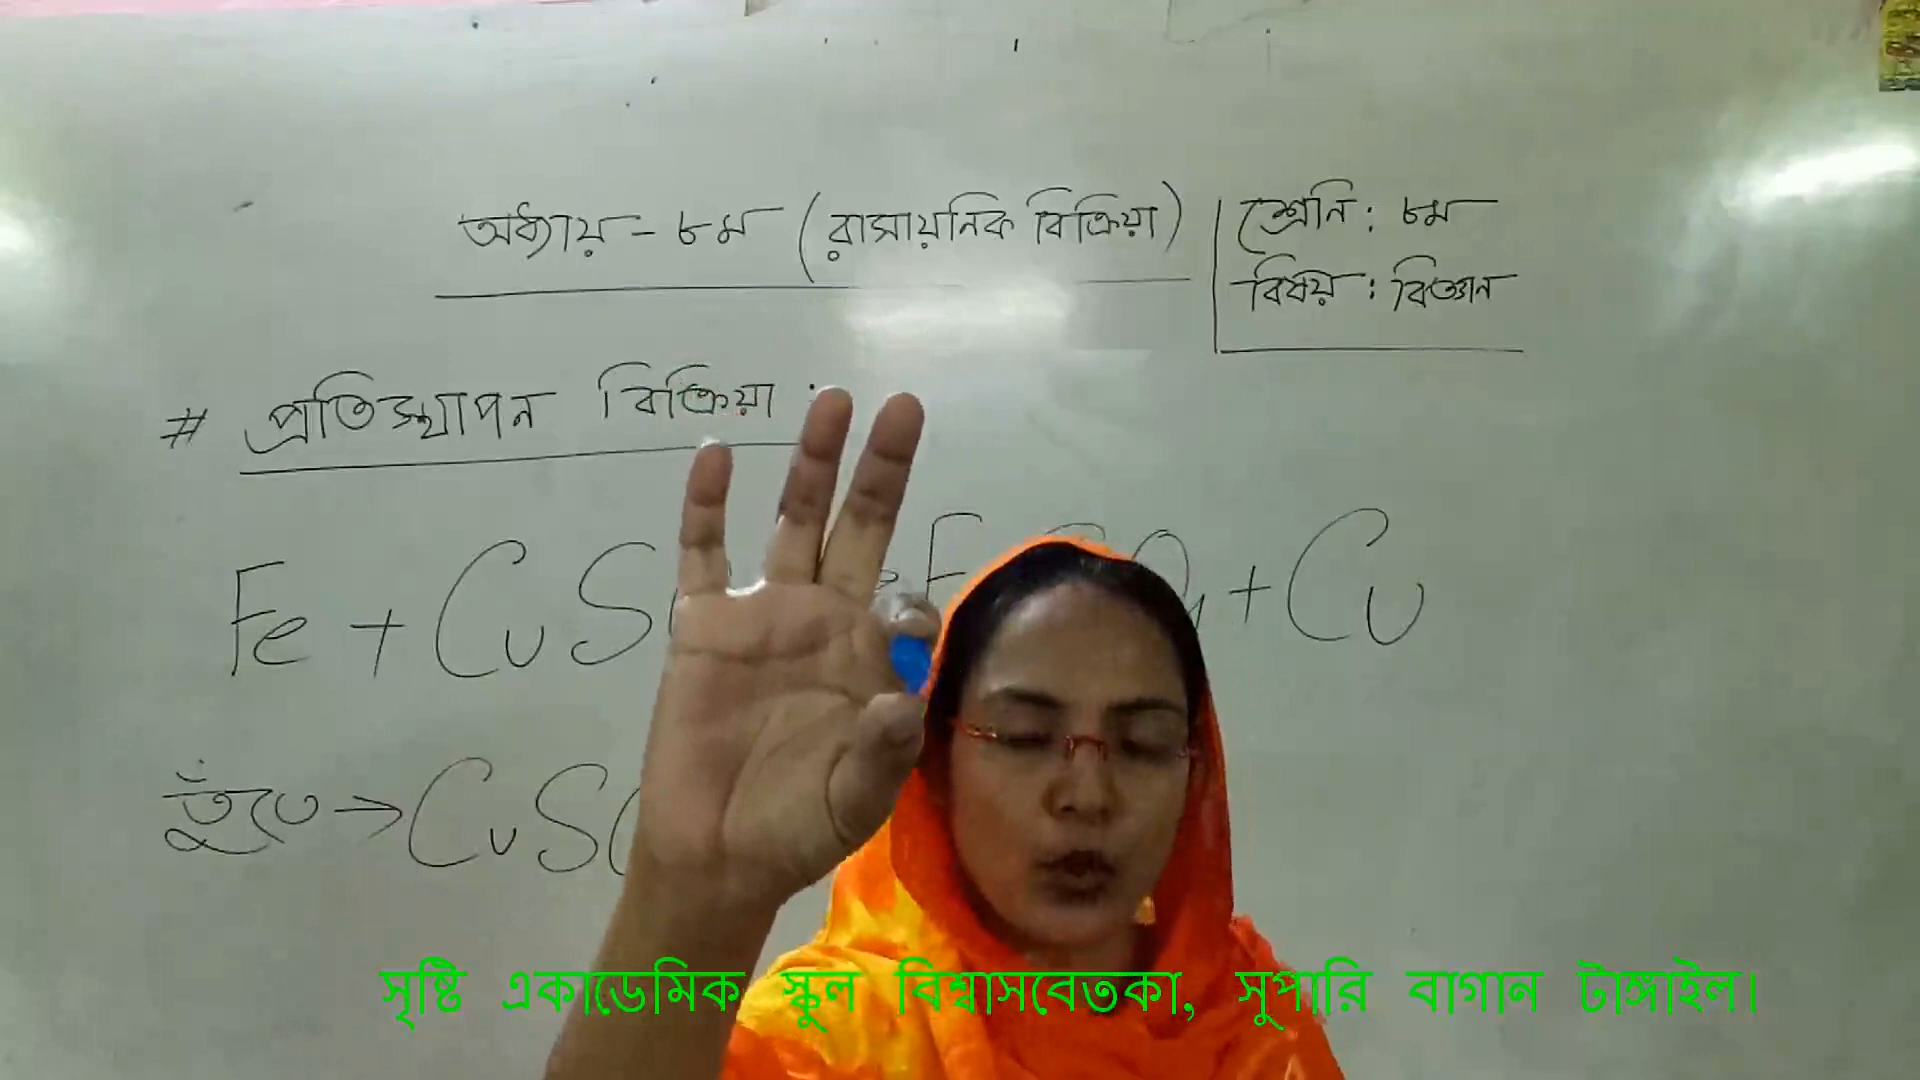 অধ্যায় - ৮ম (রাসায়নিক বিক্রিয়া)
শ্রেনি : ৮ম
বিষয় : বিজ্ঞান
# প্রতিস্থাপন বিক্রিয়া :
Fe + CuS + Cu
তুঁতে → CuS
সৃষ্টি একাডেমিক স্কুল বিশ্বাসবেতকা, সুপারি বাগান টাঙ্গাইল।